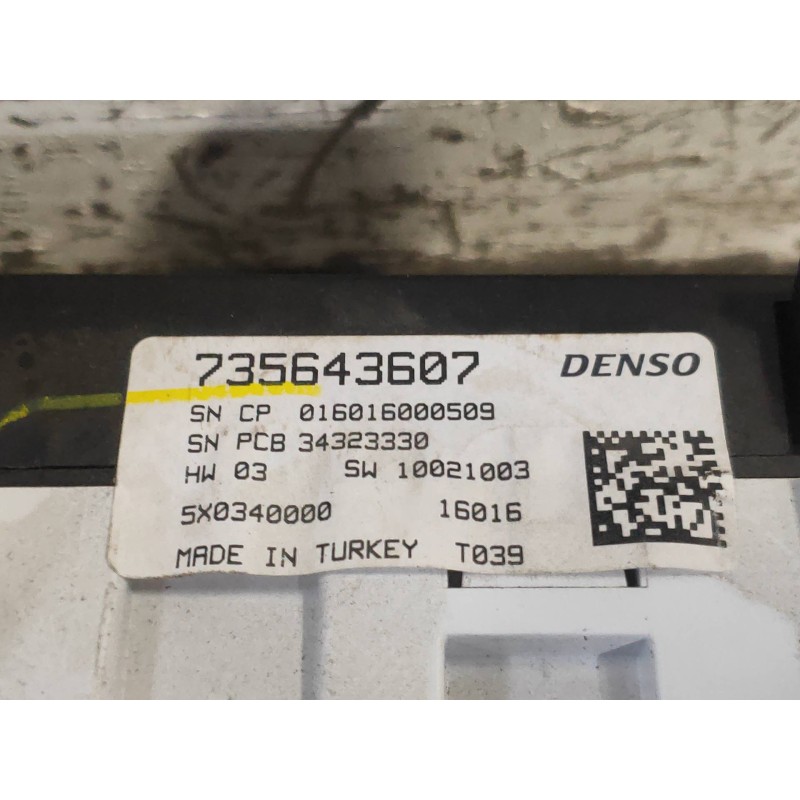 735643607 DENSO
SN CP 016016000509
SN PCB 34323330
HW 03 SW 10021003
5X0340000 16016
MADE IN TURKEY T039